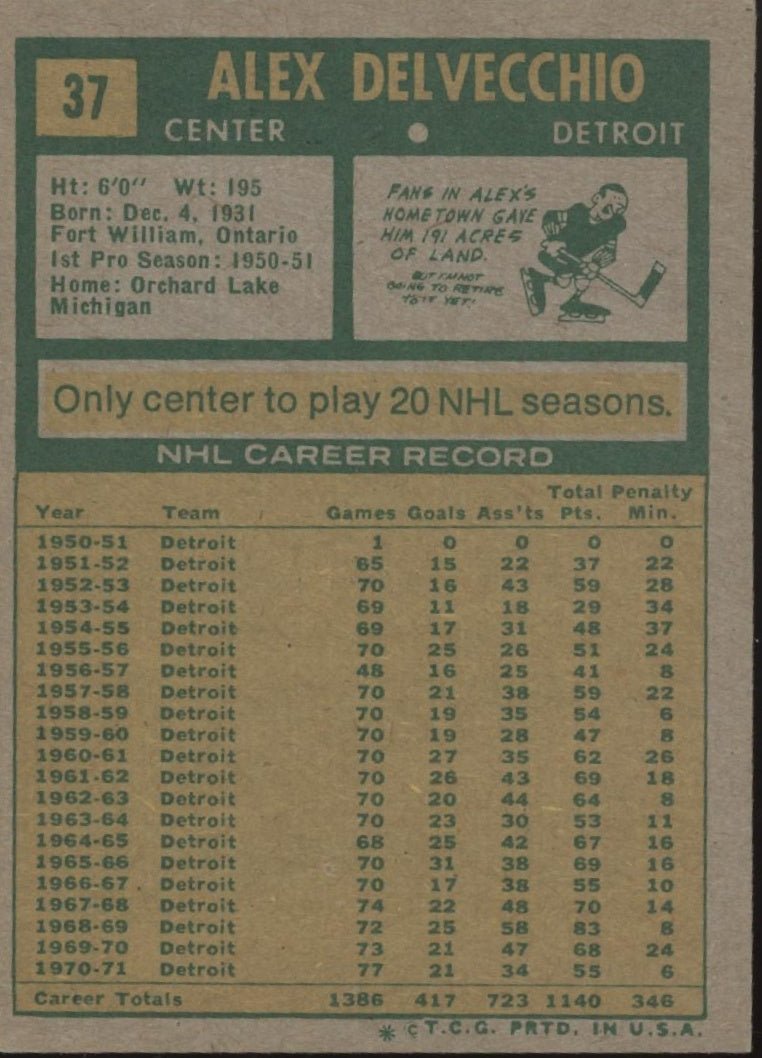 37
ALEX DELVECCHIO
CENTER • DETROIT
Ht: 6'0" Wt: 195
Born: Dec. 4, 1931
Fort William, Ontario
1st Pro Season: 1950-51
Home: Orchard Lake
Michigan
FANS IN ALEX'S
HOMETOWN GAVE
HIM 191 ACRES
OF LAND.
BUT I'M NOT
GOING TO RETIRE
TO IT YET!
Only center to play 20 NHL seasons.
NHL CAREER RECORD
Total Penalty
Year Team Games Goals Ass'ts Pts. Min.
1950-51 Detroit 1 0 0 0 0
1951-52 Detroit 65 15 22 37 22
1952-53 Detroit 70 16 43 59 28
1953-54 Detroit 69 11 18 29 34
1954-55 Detroit 69 17 31 48 37
1955-56 Detroit 70 25 26 51 24
1956-57 Detroit 48 16 25 41 8
1957-58 Detroit 70 21 38 59 22
1958-59 Detroit 70 19 35 54 6
1959-60 Detroit 70 19 28 47 8
1960-61 Detroit 70 27 35 62 26
1961-62 Detroit 70 26 43 69 18
1962-63 Detroit 70 20 44 64 8
1963-64 Detroit 70 23 30 53 11
1964-65 Detroit 68 25 42 67 16
1965-66 Detroit 70 31 38 69 16
1966-67 Detroit 70 17 38 55 10
1967-68 Detroit 74 22 48 70 14
1968-69 Detroit 72 25 58 83 8
1969-70 Detroit 73 21 47 68 24
1970-71 Detroit 77 21 34 55 6
Career Totals 1386 417 723 1140 346
* © T.C.G. PRTD. IN U.S.A.